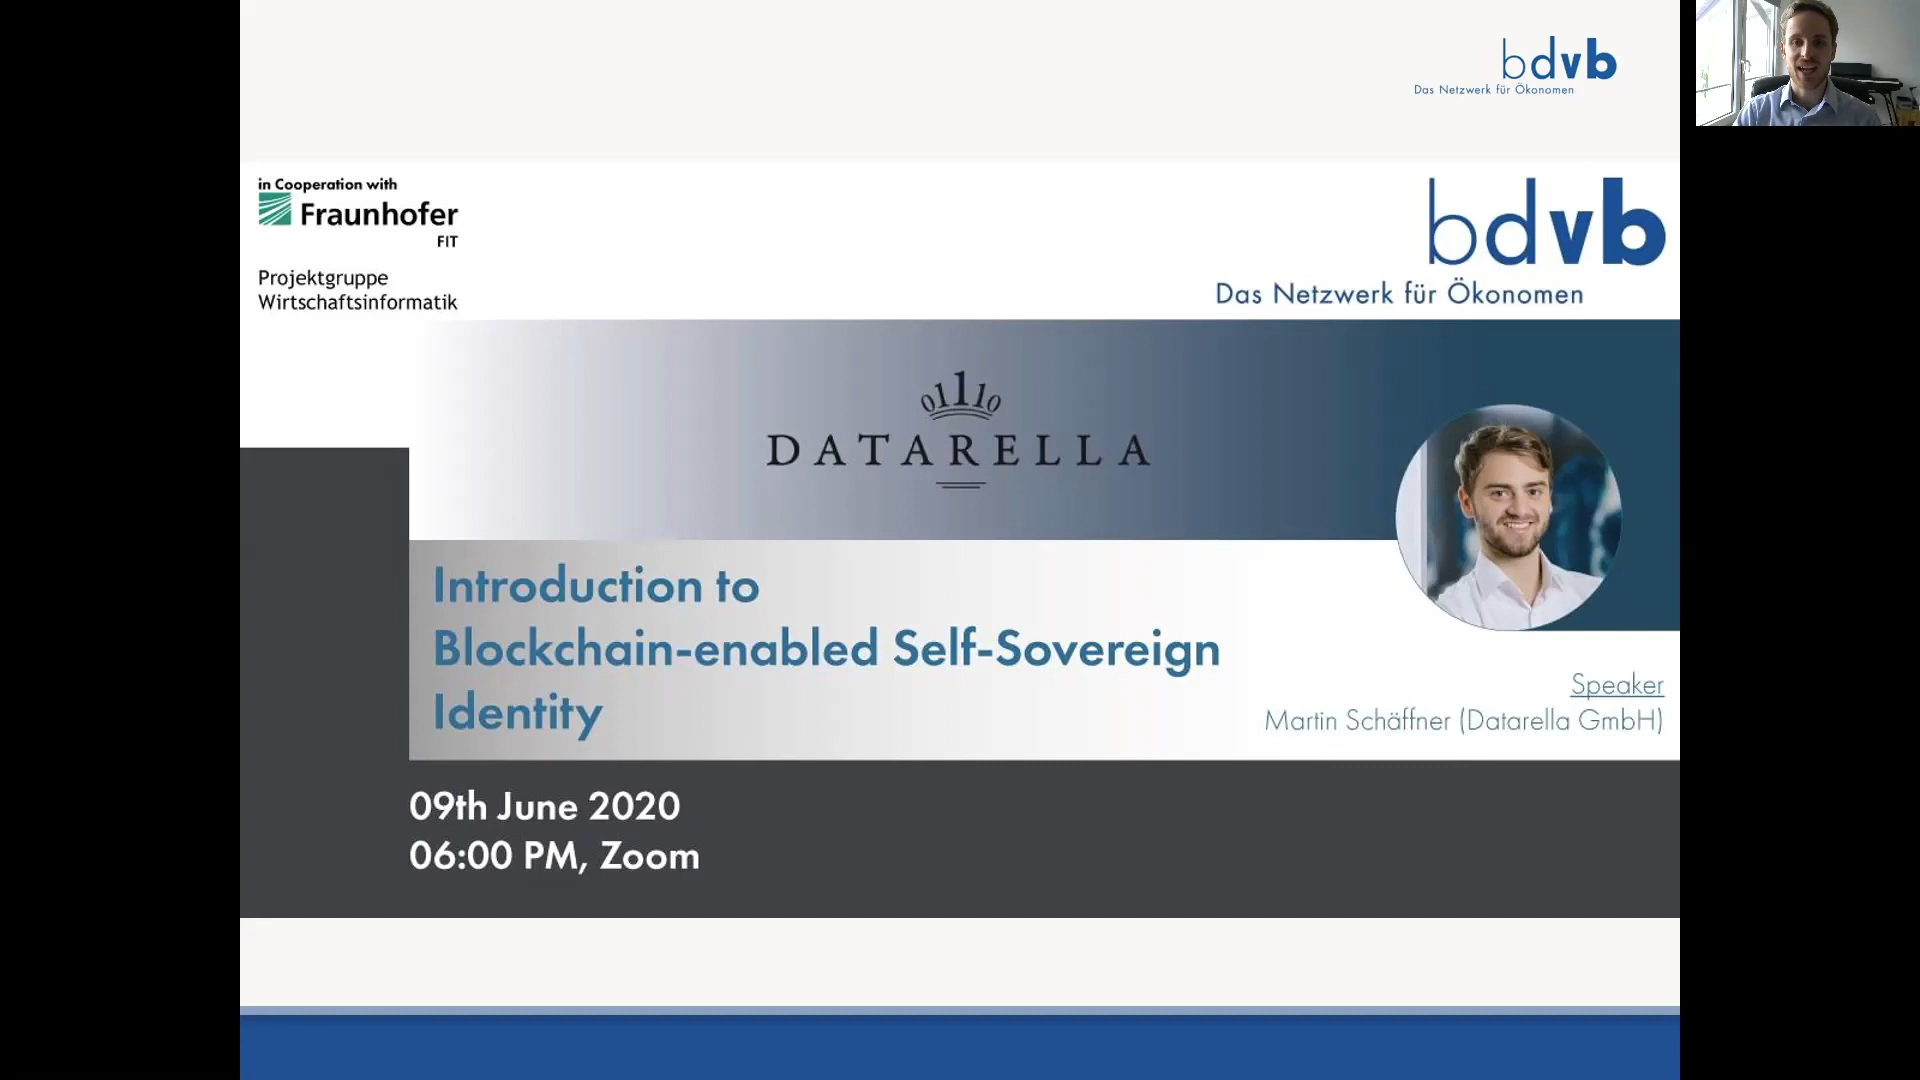 bdvb
Das Netzwerk für Ökonomen
in Cooperation with
Fraunhofer
FIT
Projektgruppe
Wirtschaftsinformatik
bdvb
Das Netzwerk für Ökonomen
01110
DATARELLA
Introduction to
Blockchain-enabled Self-Sovereign
Identity
Speaker
Martin Schäffner (Datarella GmbH)
09th June 2020
06:00 PM, Zoom